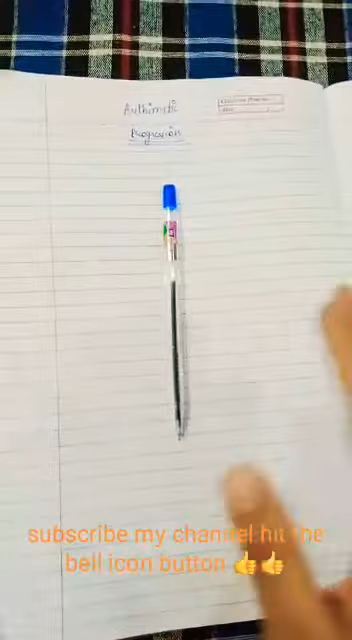 Arithmetic
Progression
subscribe my channel hit the
bell icon button 👍👍